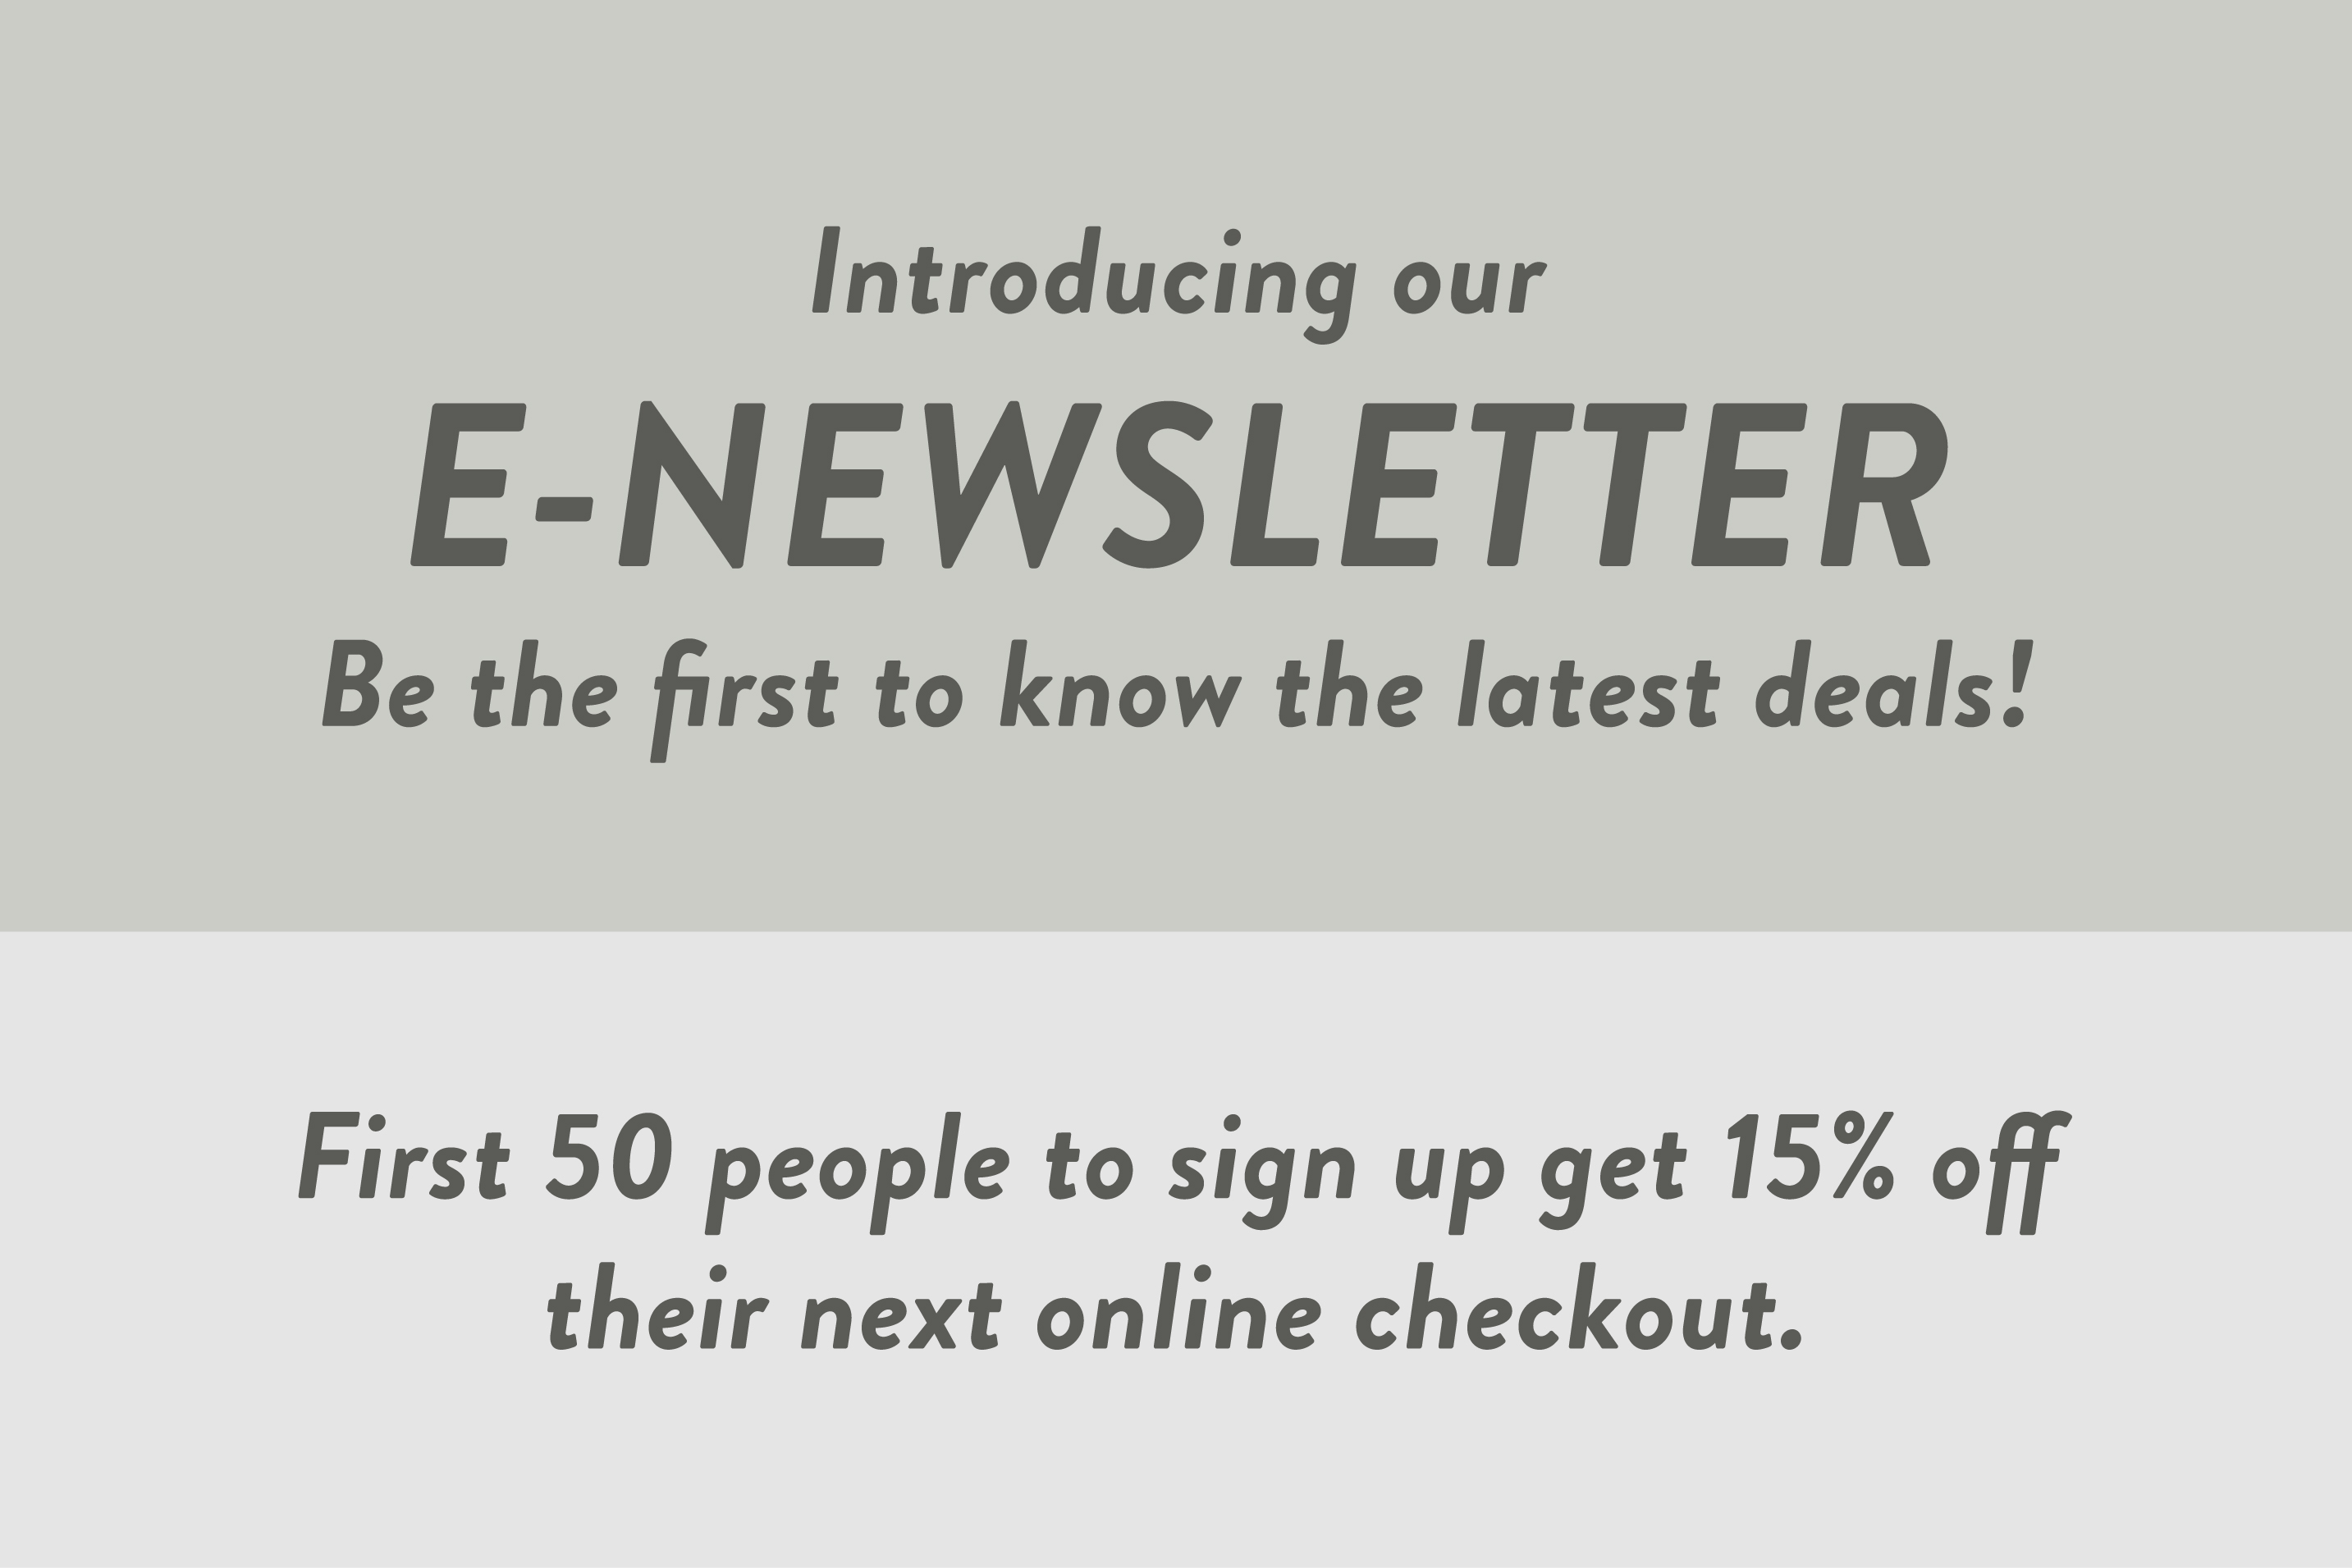 Introducing our
E-NEWSLETTER
Be the first to know the latest deals!
First 50 people to sign up get 15% off
their next online checkout.